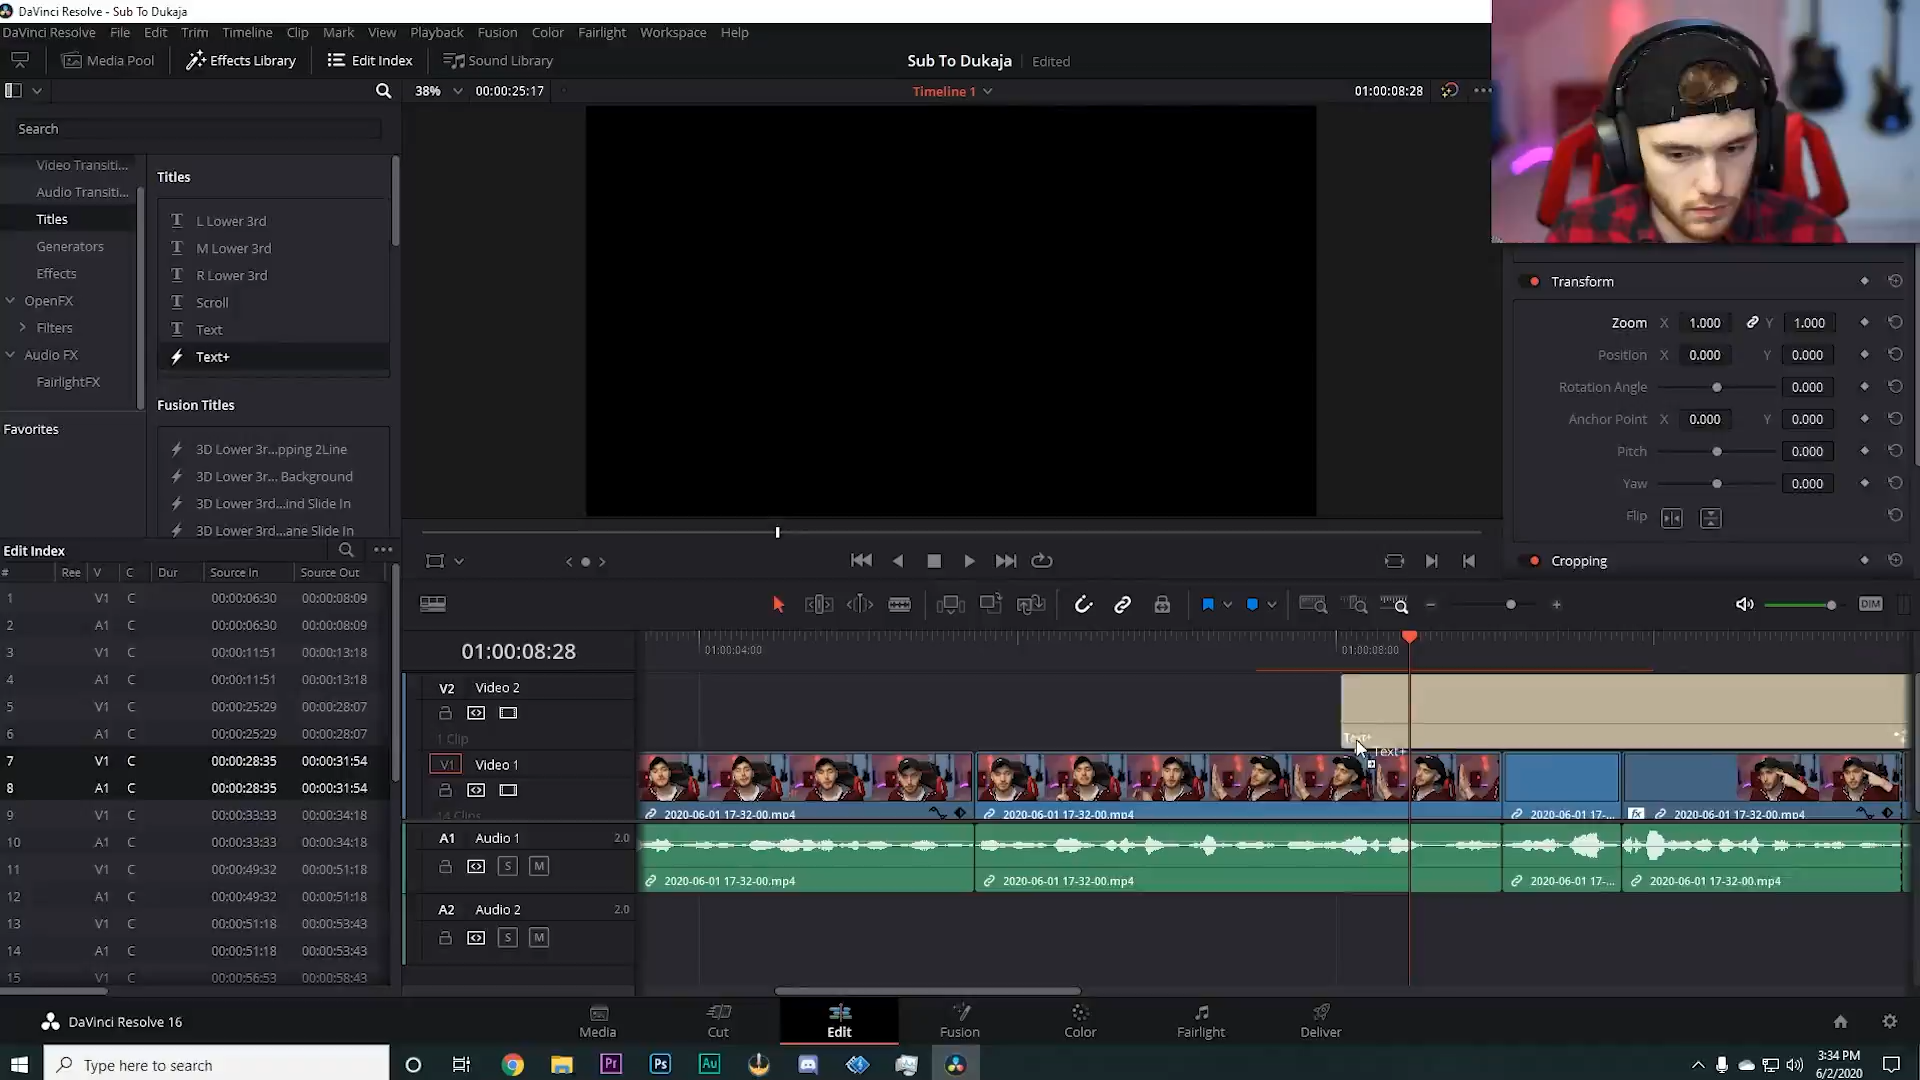 DaVinci Resolve - Sub To Dukaja
DaVinci Resolve File Edit Trim Timeline Clip Mark View Playback Fusion Color Fairlight Workspace Help
Media Pool Effects Library Edit Index Sound Library Sub To Dukaja Edited
38% 00:00:25:17 Timeline 1 01:00:08:28
Search
Video Transiti...
Audio Transiti...
Titles
Generators
Effects
OpenFX
Filters
Audio FX
FairlightFX
Favorites
Titles
L Lower 3rd
M Lower 3rd
R Lower 3rd
Scroll
Text
Text+
Fusion Titles
3D Lower 3r...pping 2Line
3D Lower 3r... Background
3D Lower 3rd...ind Slide In
3D Lower 3rd...ane Slide In
Transform
Zoom X 1.000 Y 1.000
Position X 0.000 Y 0.000
Rotation Angle 0.000
Anchor Point X 0.000 Y 0.000
Pitch 0.000
Yaw 0.000
Flip
Cropping
Edit Index
# Ree V C Dur Source In Source Out
1 V1 C 00:00:06:30 00:00:08:09
2 A1 C 00:00:06:30 00:00:08:09
3 V1 C 00:00:11:51 00:00:13:18
4 A1 C 00:00:11:51 00:00:13:18
5 V1 C 00:00:25:29 00:00:28:07
6 A1 C 00:00:25:29 00:00:28:07
7 V1 C 00:00:28:35 00:00:31:54
8 A1 C 00:00:28:35 00:00:31:54
9 V1 C 00:00:33:33 00:00:34:18
10 A1 C 00:00:33:33 00:00:34:18
11 V1 C 00:00:49:32 00:00:51:18
12 A1 C 00:00:49:32 00:00:51:18
13 V1 C 00:00:51:18 00:00:53:43
14 A1 C 00:00:51:18 00:00:53:43
15 V1 C 00:00:56:53 00:00:58:43
DIM
01:00:08:28
01:00:04:00 01:00:08:00
V2 Video 2
1 Clip
Text+
V1 Video 1
14 Clips
2020-06-01 17-32-00.mp4 2020-06-01 17-32-00.mp4 2020-06-01 17-... fx 2020-06-01 17-32-00.mp4
A1 Audio 1 2.0
S M
2020-06-01 17-32-00.mp4 2020-06-01 17-32-00.mp4 2020-06-01 17-... 2020-06-01 17-32-00.mp4
A2 Audio 2 2.0
S M
DaVinci Resolve 16
Media Cut Edit Fusion Color Fairlight Deliver
Type here to search
Pr Ps Au
3:34 PM
6/2/2020